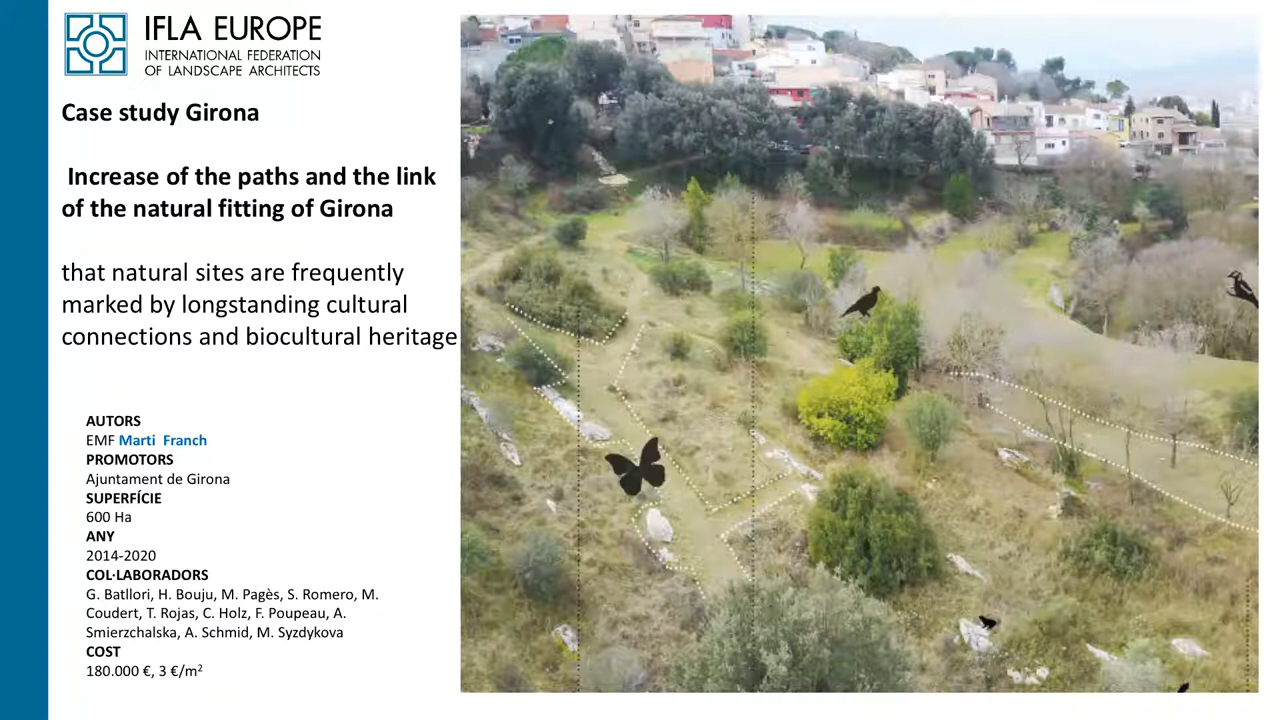 IFLA EUROPE
INTERNATIONAL FEDERATION
OF LANDSCAPE ARCHITECTS
Case study Girona
Increase of the paths and the link
of the natural fitting of Girona
that natural sites are frequently
marked by longstanding cultural
connections and biocultural heritage
AUTORS
EMF Marti Franch
PROMOTORS
Ajuntament de Girona
SUPERFÍCIE
600 Ha
ANY
2014-2020
COL·LABORADORS
G. Batllori, H. Bouju, M. Pagès, S. Romero, M.
Coudert, T. Rojas, C. Holz, F. Poupeau, A.
Smierzchalska, A. Schmid, M. Syzdykova
COST
180.000 €, 3 €/m²